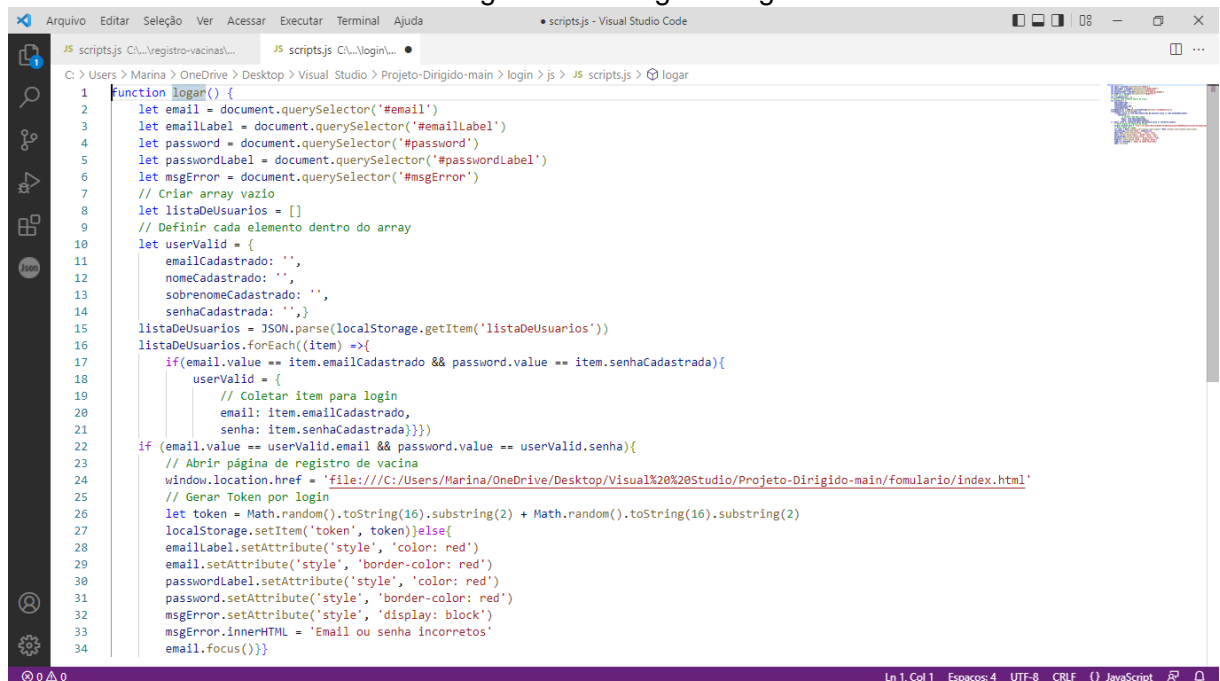 Arquivo Editar Seleção Ver Acessar Executar Terminal Ajuda
● scripts.js - Visual Studio Code
JS scripts.js C:\...\registro-vacinas\...
JS scripts.js C:\...\login\... ●
C: > Users > Marina > OneDrive > Desktop > Visual Studio > Projeto-Dirigido-main > login > js > JS scripts.js > logar
1 function logar() {
2 let email = document.querySelector('#email')
3 let emailLabel = document.querySelector('#emailLabel')
4 let password = document.querySelector('#password')
5 let passwordLabel = document.querySelector('#passwordLabel')
6 let msgError = document.querySelector('#msgError')
7 // Criar array vazio
8 let listaDeUsuarios = []
9 // Definir cada elemento dentro do array
10 let userValid = {
11 emailCadastrado: '',
12 nomeCadastrado: '',
13 sobrenomeCadastrado: '',
14 senhaCadastrada: '',}
15 listaDeUsuarios = JSON.parse(localStorage.getItem('listaDeUsuarios'))
16 listaDeUsuarios.forEach((item) =>{
17 if(email.value == item.emailCadastrado && password.value == item.senhaCadastrada){
18 userValid = {
19 // Coletar item para login
20 email: item.emailCadastrado,
21 senha: item.senhaCadastrada}}})
22 if (email.value == userValid.email && password.value == userValid.senha){
23 // Abrir página de registro de vacina
24 window.location.href = 'file:///C:/Users/Marina/OneDrive/Desktop/Visual%20%20Studio/Projeto-Dirigido-main/fomulario/index.html'
25 // Gerar Token por login
26 let token = Math.random().toString(16).substring(2) + Math.random().toString(16).substring(2)
27 localStorage.setItem('token', token)}else{
28 emailLabel.setAttribute('style', 'color: red')
29 email.setAttribute('style', 'border-color: red')
30 passwordLabel.setAttribute('style', 'color: red')
31 password.setAttribute('style', 'border-color: red')
32 msgError.setAttribute('style', 'display: block')
33 msgError.innerHTML = 'Email ou senha incorretos'
34 email.focus()}}
1
Json
0 0
Ln 1, Col 1 Espaços: 4 UTF-8 CRLF {} JavaScript